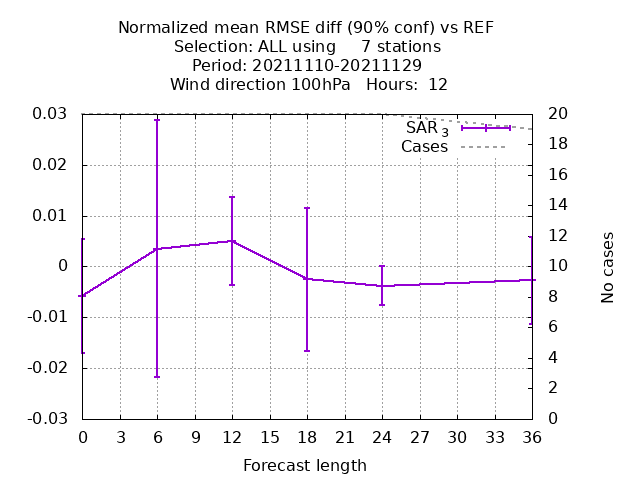 Normalized mean RMSE diff (90% conf) vs REF
Selection: ALL using     7 stations
Period: 20211110-20211129
Wind direction 100hPa   Hours:  12
0.03
0.02
0.01
0
-0.01
-0.02
-0.03
SAR 3
Cases
20
18
16
14
12
10
8
6
4
2
0
No cases
0 3 6 9 12 15 18 21 24 27 30 33 36
Forecast length